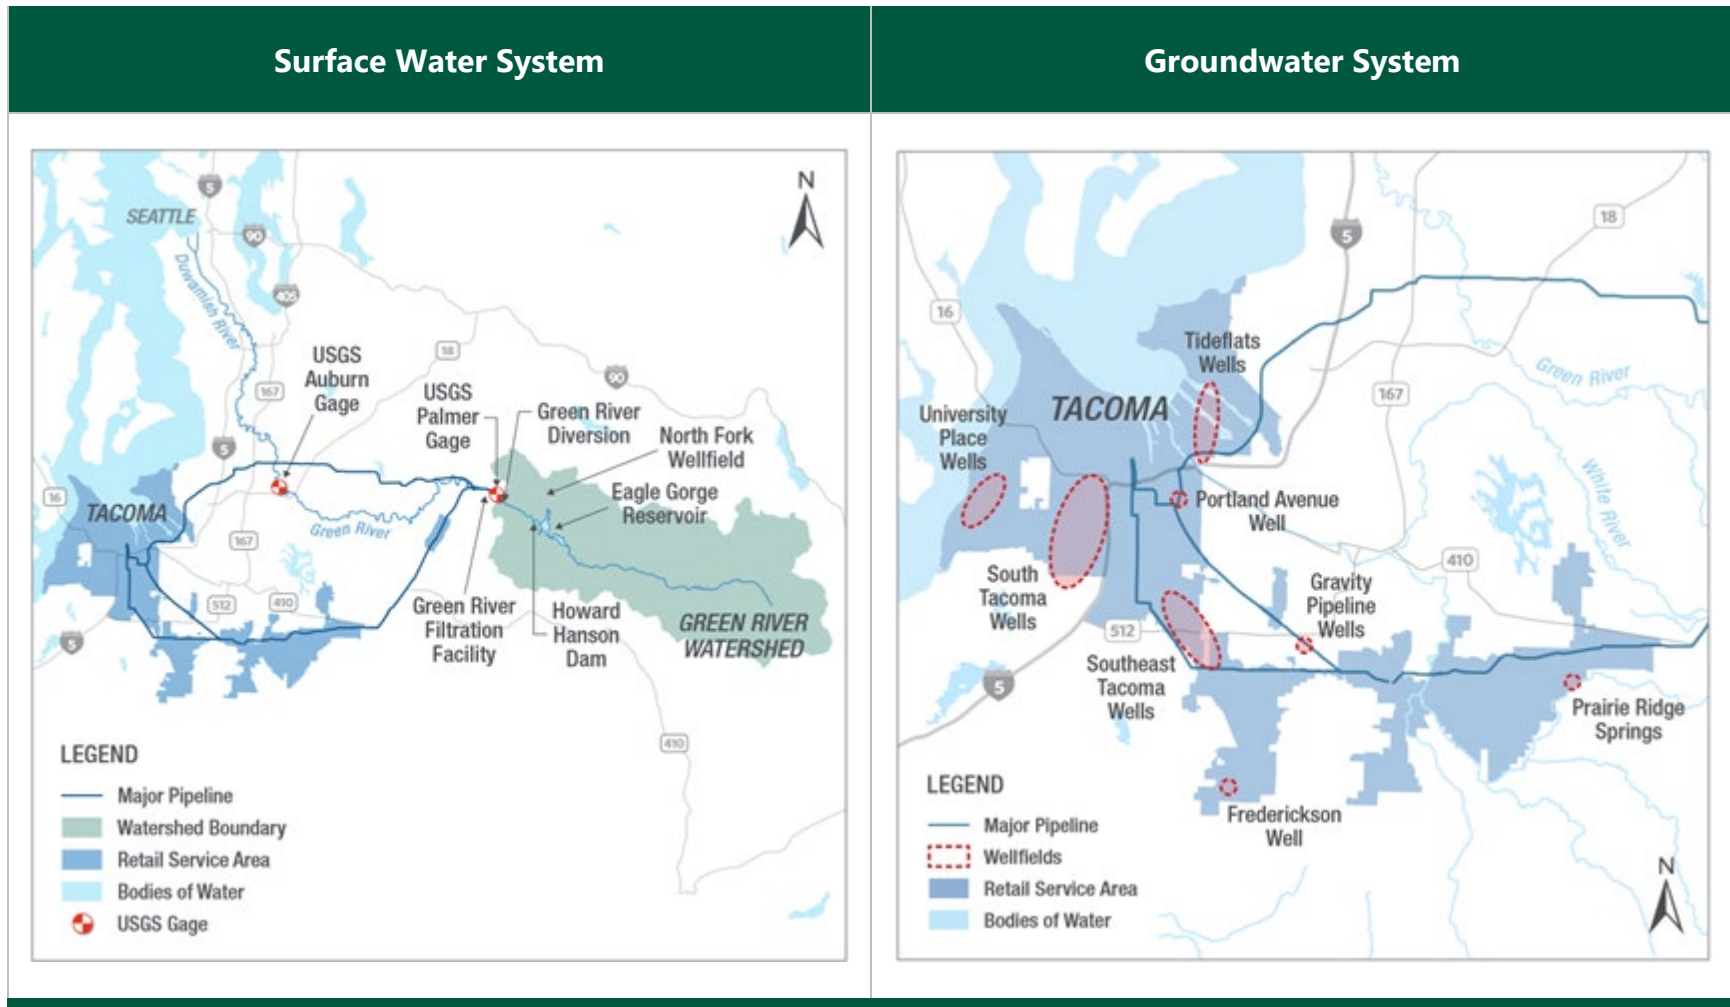 Surface Water System
N
5
SEATTLE
90
Duwamish River
405
USGS
Auburn
Gage
18
USGS
Palmer
Gage
90
167
Green River
Diversion
North Fork
Wellfield
5
Eagle Gorge
Reservoir
16
TACOMA
Green River
167
512
410
5
Green River
Filtration
Facility
Howard
Hanson
Dam
GREEN RIVER
WATERSHED
410
LEGEND
Major Pipeline
Watershed Boundary
Retail Service Area
Bodies of Water
USGS Gage
Groundwater System
18
5
16
Tideflats
Wells
Green River
167
TACOMA
University
Place
Wells
White River
Portland Avenue
Well
410
South
Tacoma
Wells
Gravity
Pipeline
Wells
512
Southeast
Tacoma
Wells
5
Prairie Ridge
Springs
Frederickson
Well
LEGEND
Major Pipeline
Wellfields
Retail Service Area
Bodies of Water
N